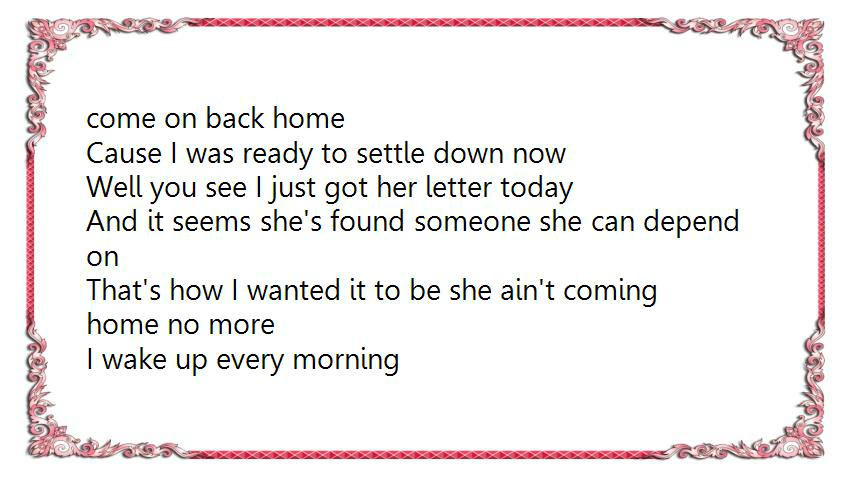 come on back home
Cause I was ready to settle down now
Well you see I just got her letter today
And it seems she's found someone she can depend
on
That's how I wanted it to be she ain't coming
home no more
I wake up every morning